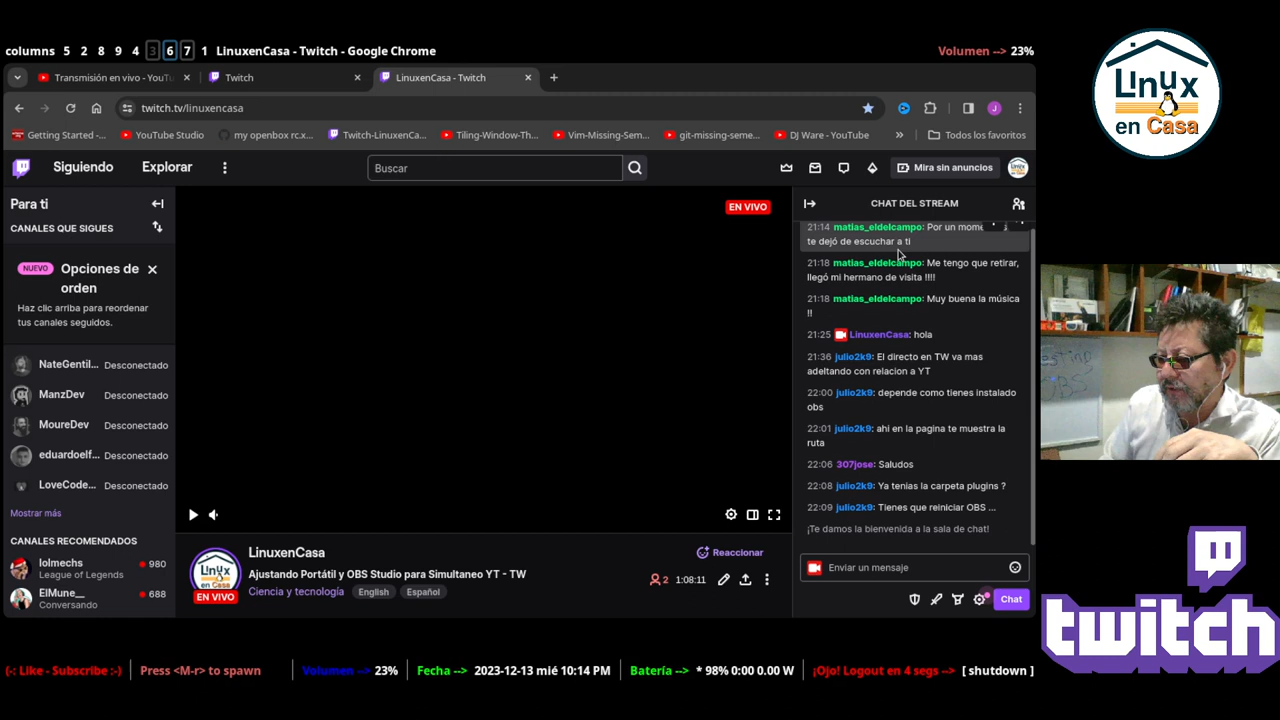 columns 5 2 8 9 4 3 6 7 1 LinuxenCasa - Twitch - Google Chrome
Volumen --> 23%
Transmisión en vivo - YouTu
Twitch
LinuxenCasa - Twitch
twitch.tv/linuxencasa
J
Getting Started -...
YouTube Studio
my openbox rc.x...
Twitch-LinuxenCa...
Tiling-Window-Th...
Vim-Missing-Sem...
git-missing-seme...
DJ Ware - YouTube
»
Todos los favoritos
Siguiendo
Explorar
Buscar
Mira sin anuncios
Para ti
CANALES QUE SIGUES
NUEVO
Opciones de
orden
Haz clic arriba para reordenar
tus canales seguidos.
NateGentil... Desconectado
ManzDev Desconectado
MoureDev Desconectado
eduardoelf... Desconectado
LoveCode... Desconectado
Mostrar más
CANALES RECOMENDADOS
lolmechs 980
League of Legends
ElMune__ 688
Conversando
EN VIVO
LinuxenCasa
Reaccionar
Ajustando Portátil y OBS Studio para Simultaneo YT - TW
Ciencia y tecnología English Español
EN VIVO
2 1:08:11
CHAT DEL STREAM
21:14 matias_eldelcampo: Por un
te dejó de escuchar a ti
21:18 matias_eldelcampo: Me tengo que retirar,
llegó mi hermano de visita !!!!
21:18 matias_eldelcampo: Muy buena la música
!!
21:25 LinuxenCasa: hola
21:36 julio2k9: El directo en TW va mas
adeltando con relacion a YT
22:00 julio2k9: depende como tienes instalado
obs
22:01 julio2k9: ahi en la pagina te muestra la
ruta
22:06 307jose: Saludos
22:08 julio2k9: Ya tenias la carpeta plugins ?
22:09 julio2k9: Tienes que reiniciar OBS ...
¡Te damos la bienvenida a la sala de chat!
Enviar un mensaje
Chat
LInux
en Casa
OBS
twitch
(-: Like - Subscribe :-)
Press <M-r> to spawn
Volumen --> 23%
Fecha --> 2023-12-13 mié 10:14 PM
Batería --> * 98% 0:00 0.00 W
¡Ojo! Logout en 4 segs --> [ shutdown ]